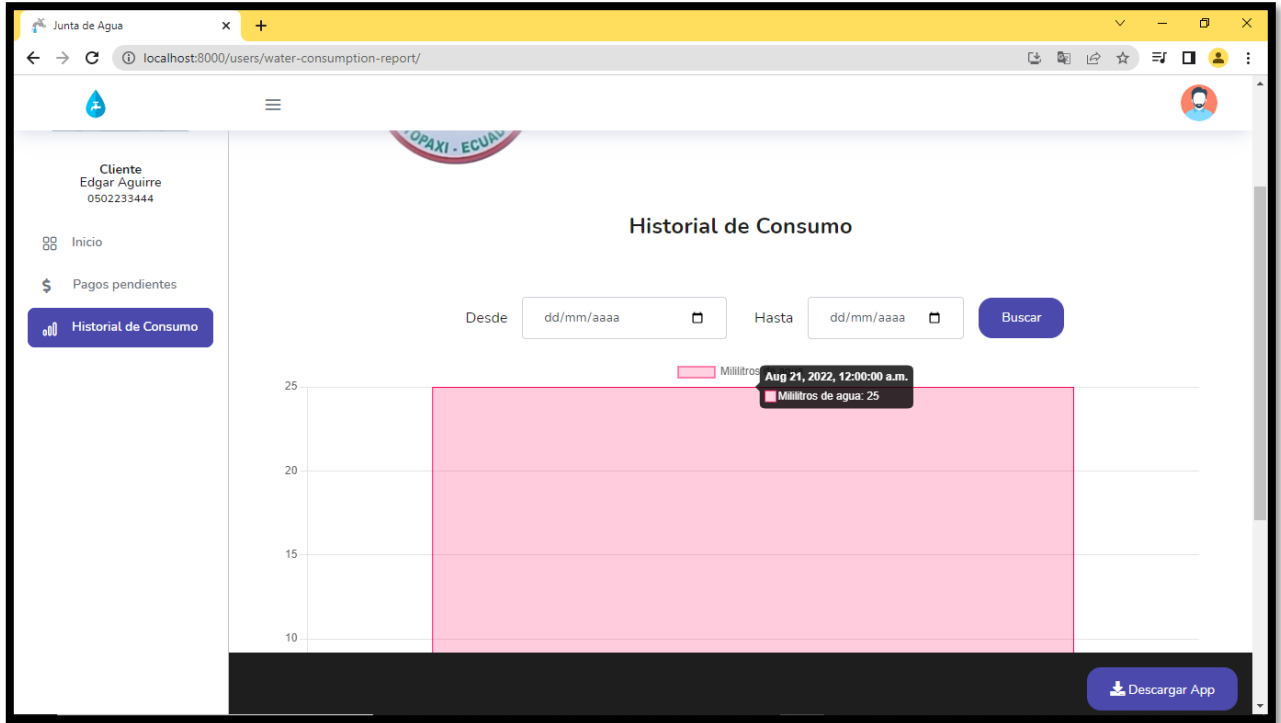 Junta de Agua
localhost:8000/users/water-consumption-report/
OPAXI - ECUAD
Cliente
Edgar Aguirre
0502233444
Inicio
$ Pagos pendientes
Historial de Consumo
Historial de Consumo
Desde dd/mm/aaaa Hasta dd/mm/aaaa Buscar
Mililitros
Aug 21, 2022, 12:00:00 a.m.
Mililitros de agua: 25
25
20
15
10
Descargar App